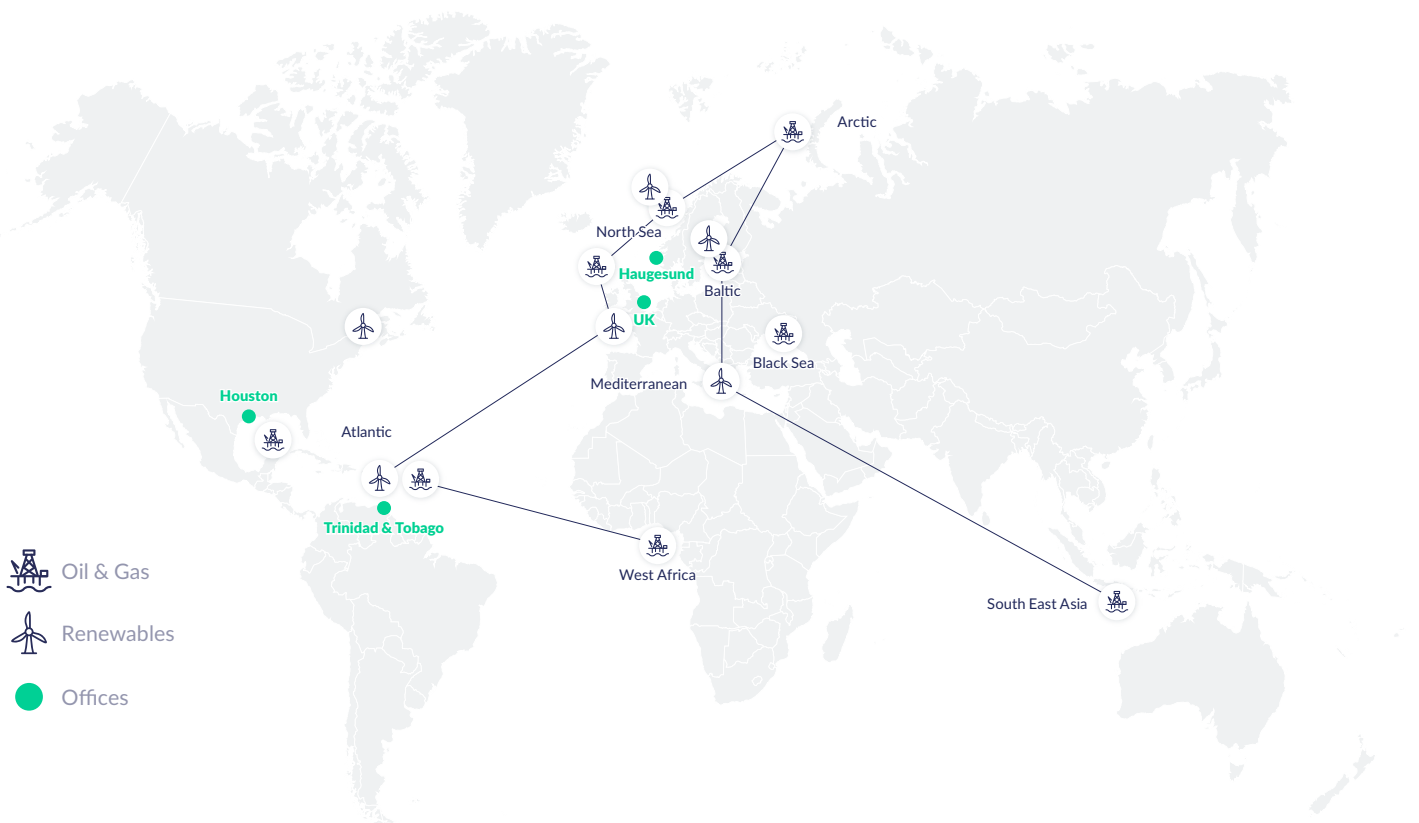 Arctic
North Sea
Haugesund
Baltic
UK
Black Sea
Mediterranean
Houston
Atlantic
Trinidad & Tobago
West Africa
South East Asia
Oil & Gas
Renewables
Offices